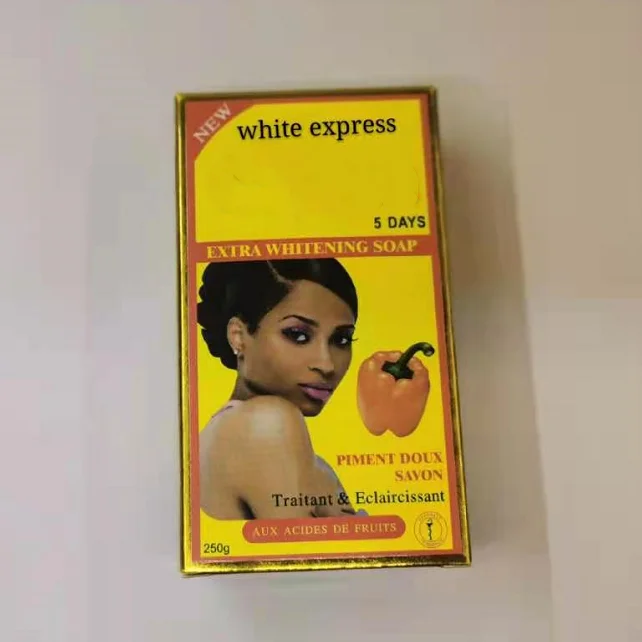 NEW
white express
5 DAYS
EXTRA WHITENING SOAP
PIMENT DOUX
SAVON
Traitant & Eclaircissant
AUX ACIDES DE FRUITS
250g